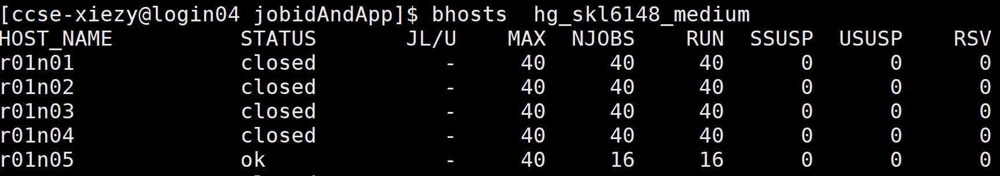 [ccse-xiezy@login04 jobidAndApp]$ bhosts  hg_skl6148_medium
HOST_NAME STATUS JL/U MAX NJOBS RUN SSUSP USUSP RSV
r01n01 closed - 40 40 40 0 0 0
r01n02 closed - 40 40 40 0 0 0
r01n03 closed - 40 40 40 0 0 0
r01n04 closed - 40 40 40 0 0 0
r01n05 ok - 40 16 16 0 0 0